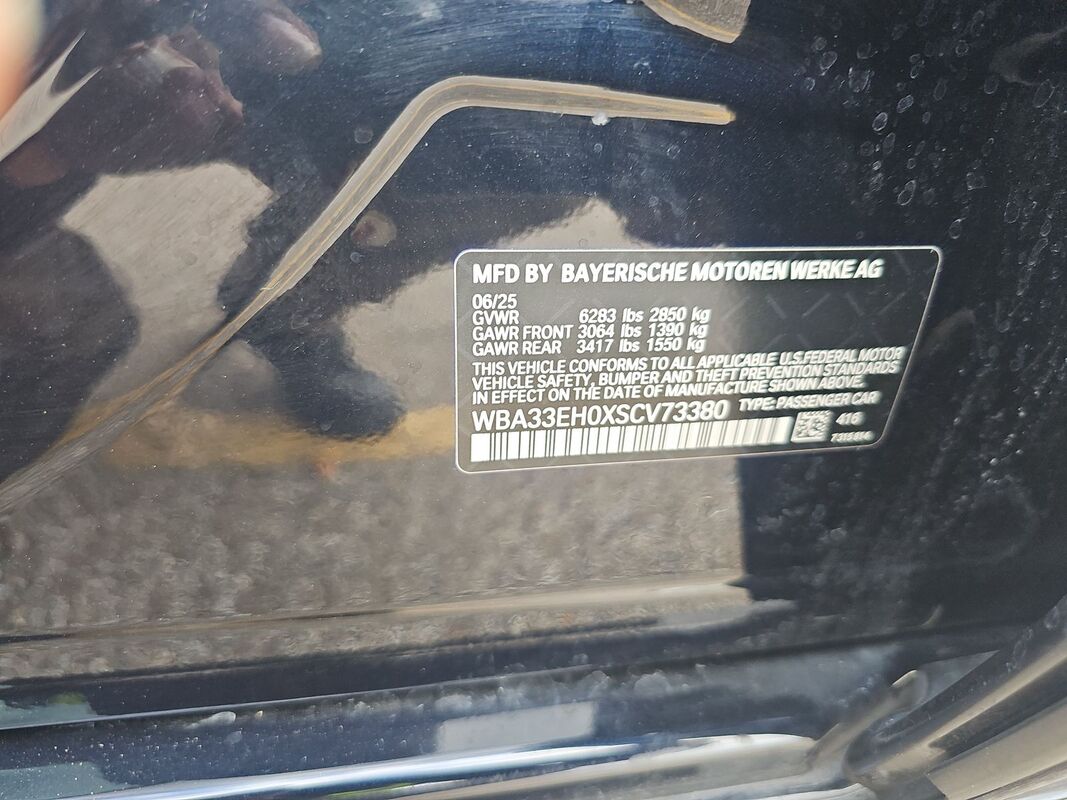 MFD BY BAYERISCHE MOTOREN WERKE AG
06/25
GVWR 6283 lbs 2850 kg
GAWR FRONT 3064 lbs 1390 kg
GAWR REAR 3417 lbs 1550 kg
THIS VEHICLE CONFORMS TO ALL APPLICABLE U.S.FEDERAL MOTOR
VEHICLE SAFETY, BUMPER AND THEFT PREVENTION STANDARDS
IN EFFECT ON THE DATE OF MANUFACTURE SHOWN ABOVE.
WBA33EH0XSCV73380 TYPE: PASSENGER CAR
416